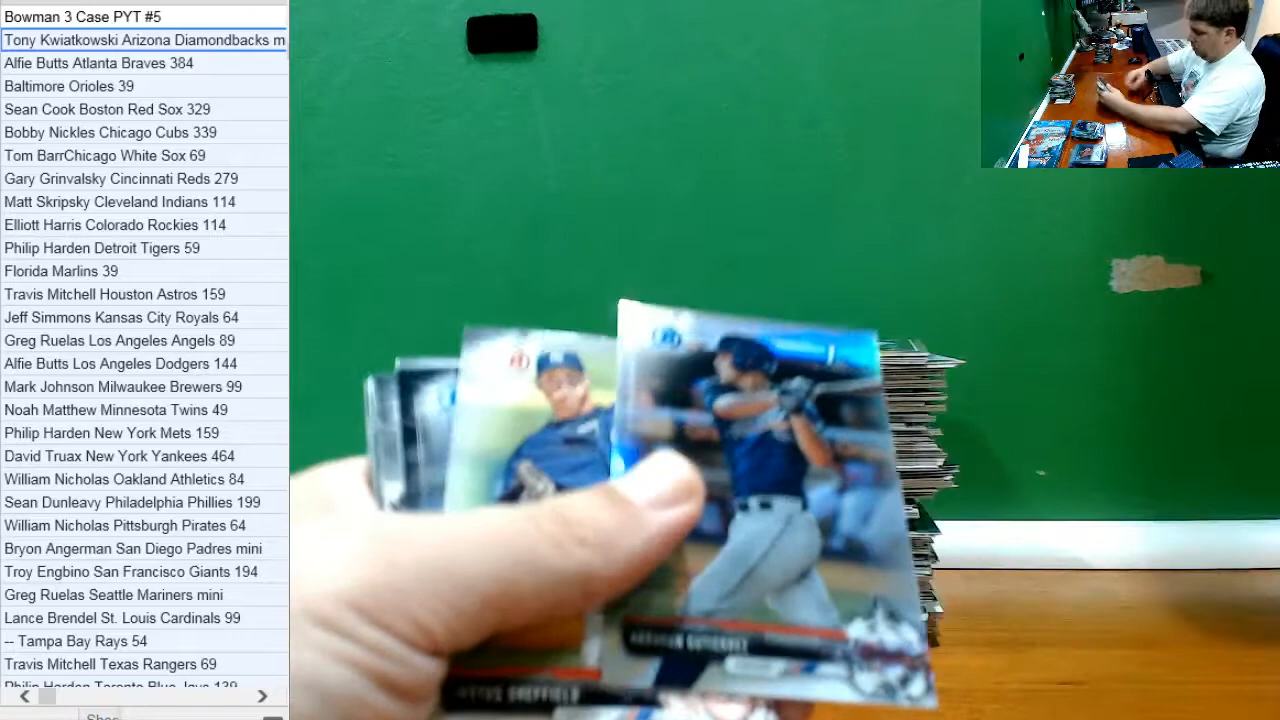 Bowman 3 Case PYT #5
Tony Kwiatkowski Arizona Diamondbacks m
Alfie Butts Atlanta Braves 384
Baltimore Orioles 39
Sean Cook Boston Red Sox 329
Bobby Nickles Chicago Cubs 339
Tom BarrChicago White Sox 69
Gary Grinvalsky Cincinnati Reds 279
Matt Skripsky Cleveland Indians 114
Elliott Harris Colorado Rockies 114
Philip Harden Detroit Tigers 59
Florida Marlins 39
Travis Mitchell Houston Astros 159
Jeff Simmons Kansas City Royals 64
Greg Ruelas Los Angeles Angels 89
Alfie Butts Los Angeles Dodgers 144
Mark Johnson Milwaukee Brewers 99
Noah Matthew Minnesota Twins 49
Philip Harden New York Mets 159
David Truax New York Yankees 464
William Nicholas Oakland Athletics 84
Sean Dunleavy Philadelphia Phillies 199
William Nicholas Pittsburgh Pirates 64
Bryon Angerman San Diego Padres mini
Troy Engbino San Francisco Giants 194
Greg Ruelas Seattle Mariners mini
Lance Brendel St. Louis Cardinals 99
-- Tampa Bay Rays 54
Travis Mitchell Texas Rangers 69
Philip Harden Toronto Blue Jays 139
SHEFFIELD